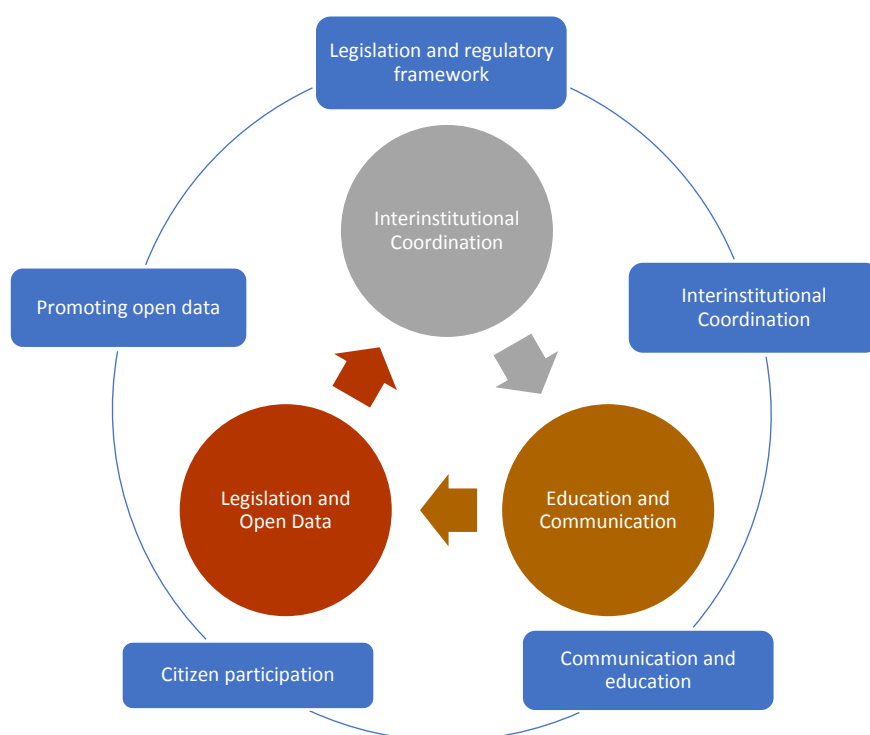 Legislation and regulatory
framework
Interinstitutional
Coordination
Promoting open data
Interinstitutional
Coordination
Legislation and
Open Data
Education and
Communication
Citizen participation
Communication and
education